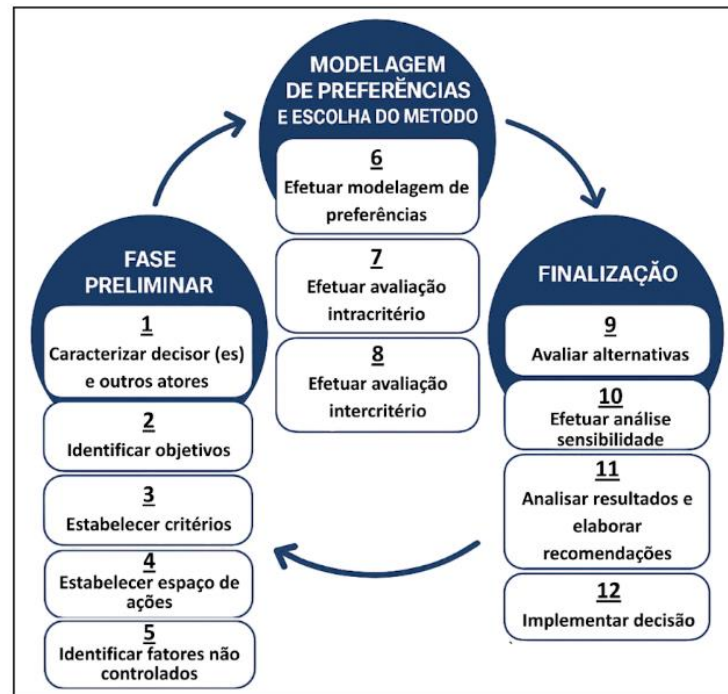 FASE
PRELIMINAR
1
Caracterizar decisor (es)
e outros atores
2
Identificar objetivos
3
Estabelecer critérios
4
Estabelecer espaço de
ações
5
Identificar fatores não
controlados
MODELAGEM
DE PREFERÊNCIAS
E ESCOLHA DO METODO
6
Efetuar modelagem de
preferências
7
Efetuar avaliação
intracritério
8
Efetuar avaliação
intercritério
FINALIZAÇÃO
9
Avaliar alternativas
10
Efetuar análise
sensibilidade
11
Analisar resultados e
elaborar
recomendações
12
Implementar decisão